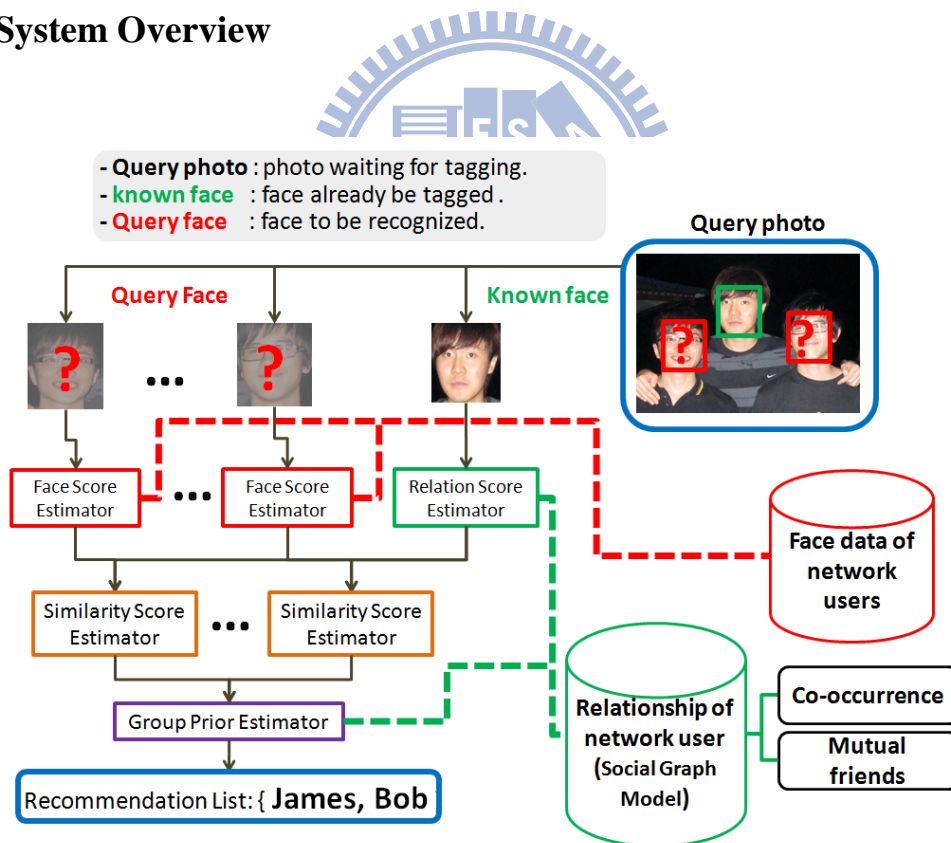 System Overview
E S A
- Query photo : photo waiting for tagging.
- known face : face already be tagged .
- Query face : face to be recognized.
Query photo
Query Face
Known face
?
?
?
?
...
Face Score
Estimator
...
Face Score
Estimator
Relation Score
Estimator
Face data of
network
users
Similarity Score
Estimator
...
Similarity Score
Estimator
Co-occurrence
Relationship of
network user
(Social Graph
Model)
Group Prior Estimator
Mutual
friends
Recommendation List: { James, Bob